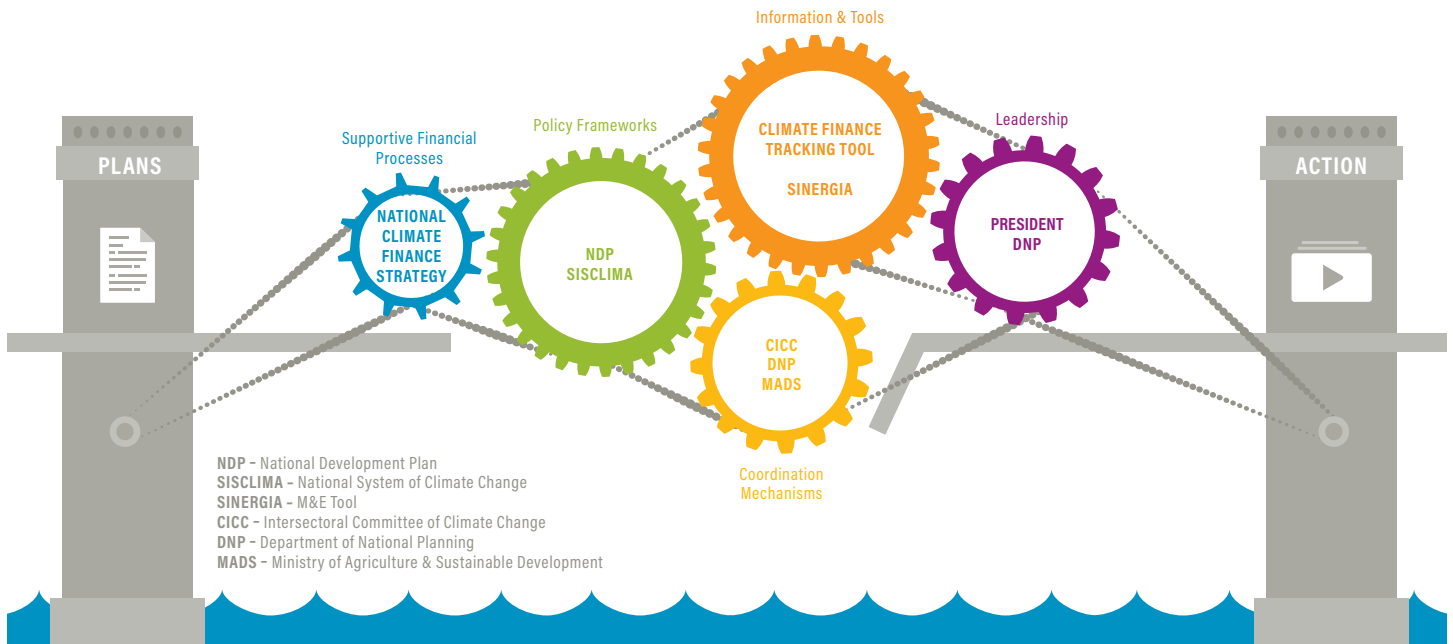 Information & Tools
CLIMATE FINANCE
TRACKING TOOL
SINERGIA
Leadership
PRESIDENT
DNP
Policy Frameworks
NDP
SISCLIMA
Supportive Financial
Processes
NATIONAL
CLIMATE
FINANCE
STRATEGY
PLANS
ACTION
CICC
DNP
MADS
Coordination
Mechanisms
NDP – National Development Plan
SISCLIMA – National System of Climate Change
SINERGIA – M&E Tool
CICC – Intersectoral Committee of Climate Change
DNP – Department of National Planning
MADS – Ministry of Agriculture & Sustainable Development